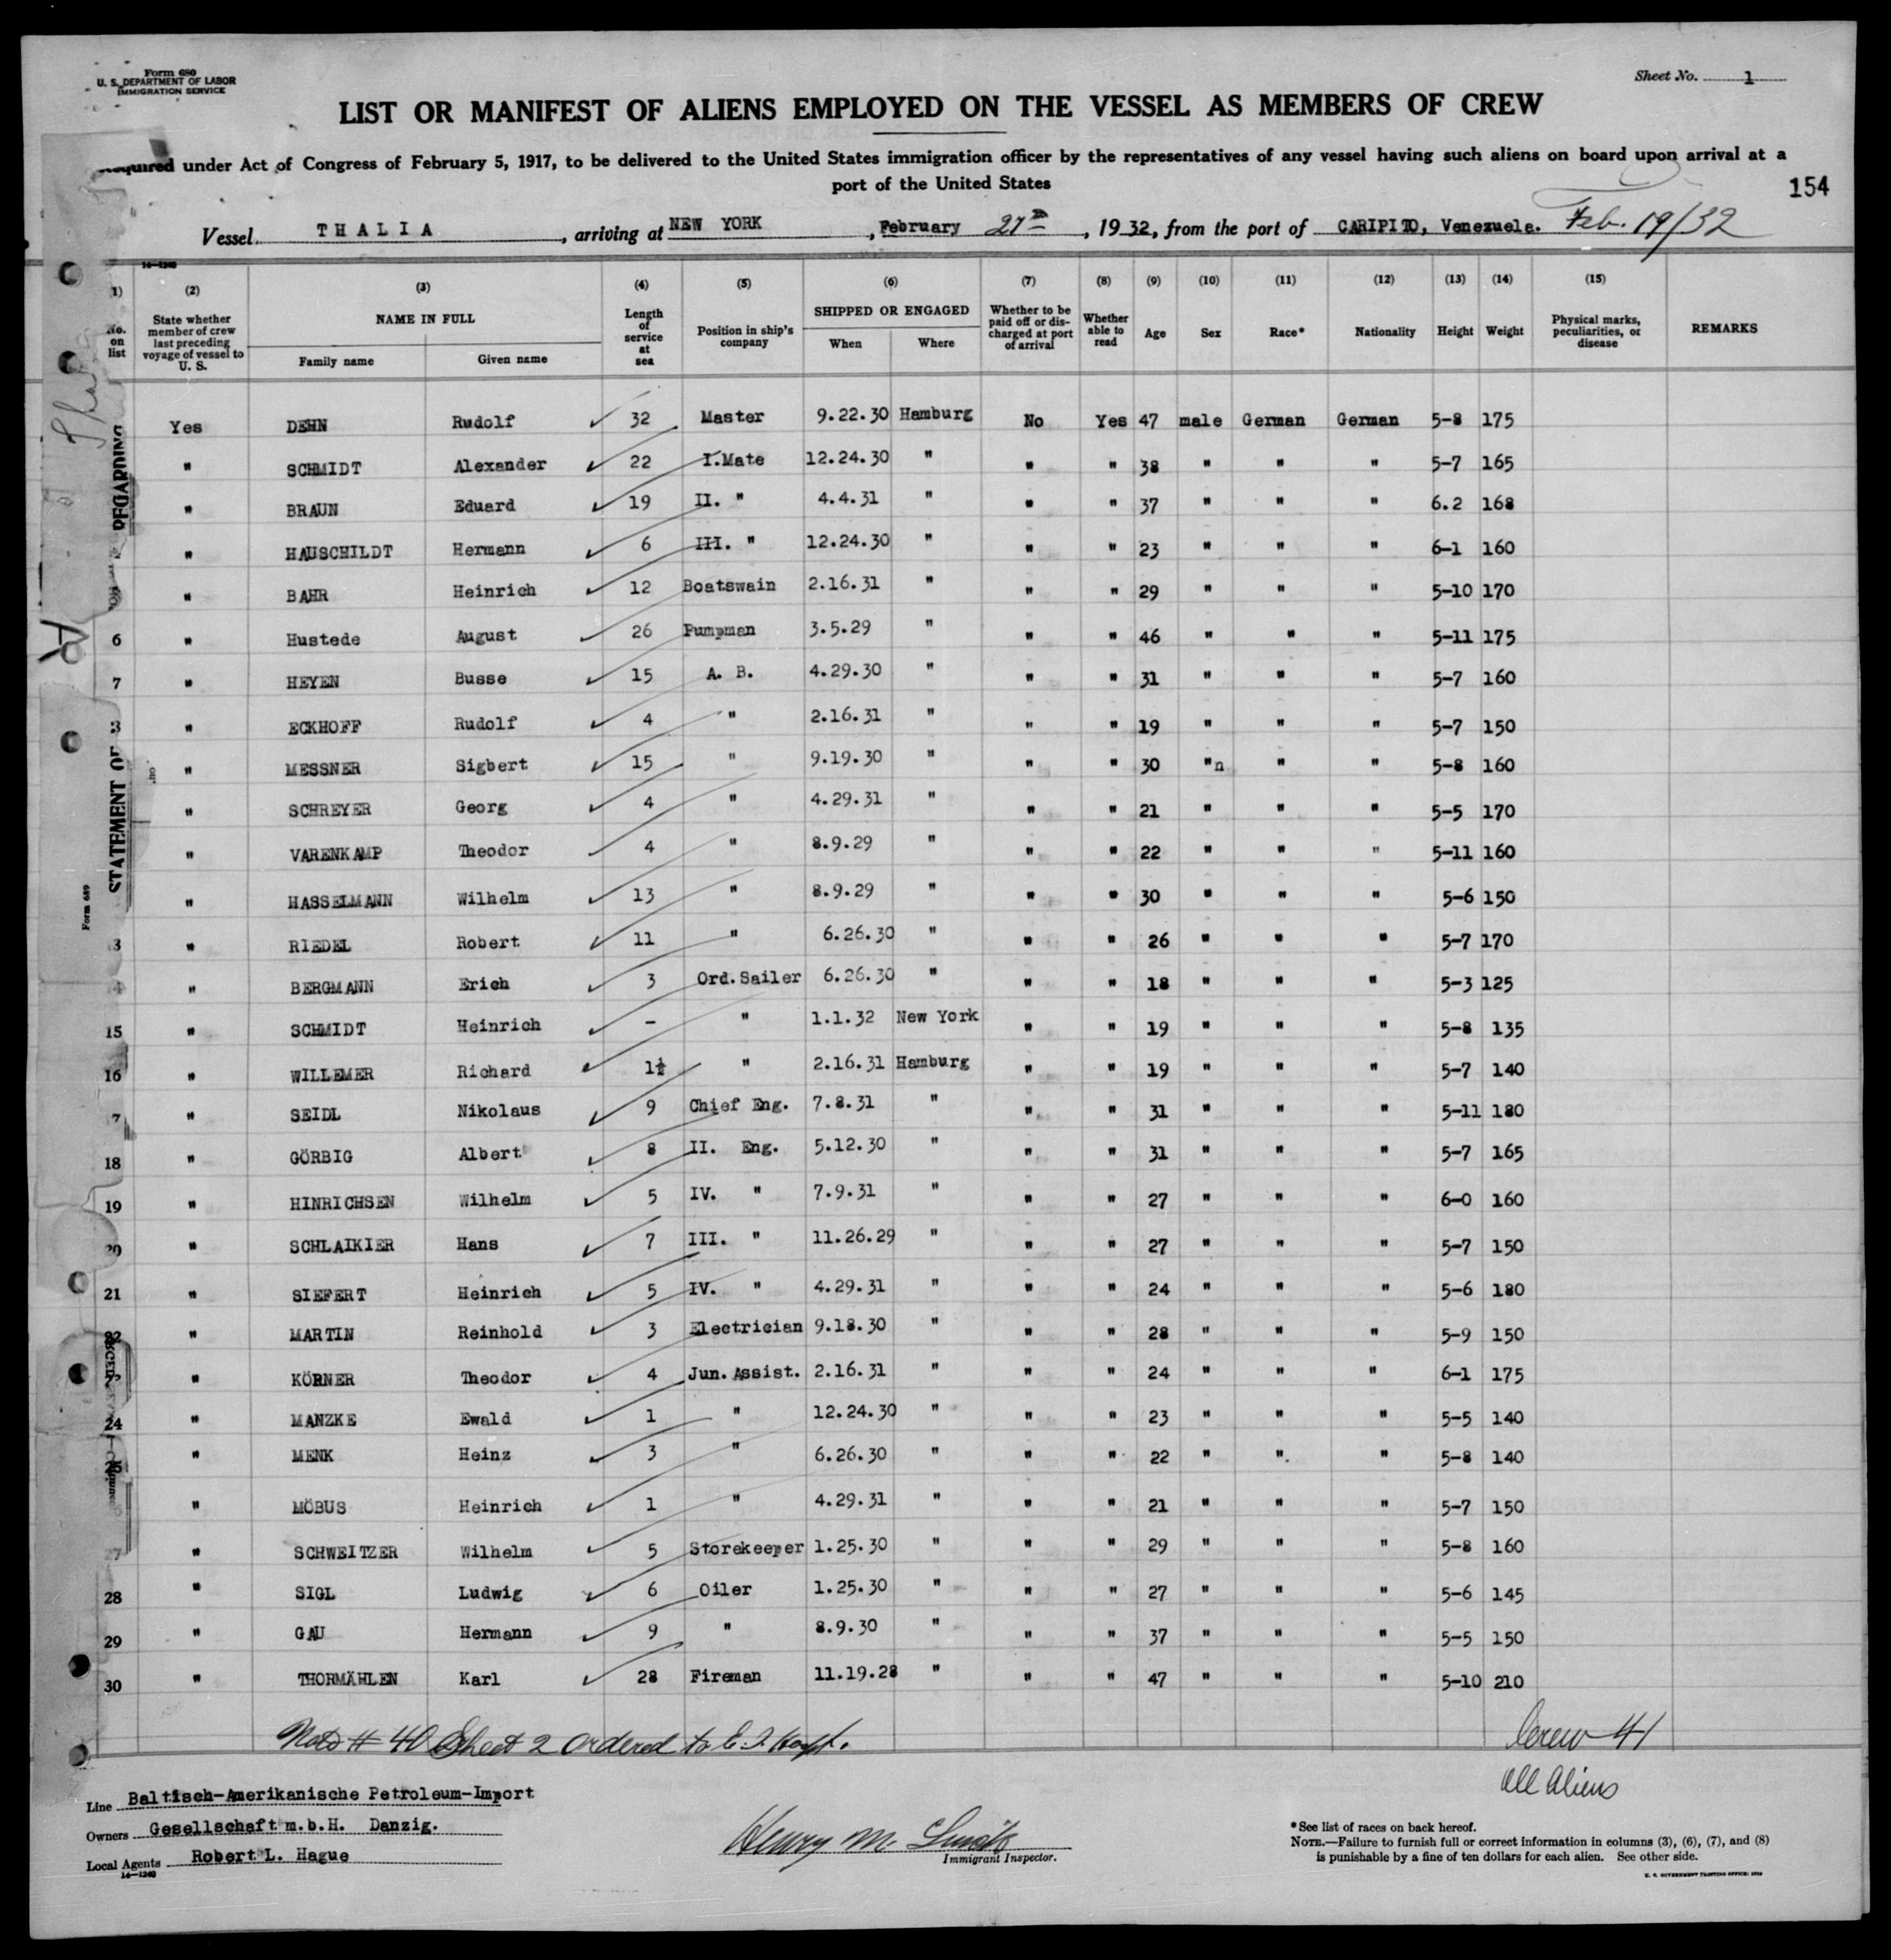 Form 680
U. S. DEPARTMENT OF LABOR
IMMIGRATION SERVICE
Sheet No. 1
LIST OR MANIFEST OF ALIENS EMPLOYED ON THE VESSEL AS MEMBERS OF CREW
under Act of Congress of February 5, 1917, to be delivered to the United States immigration officer by the representatives of any vessel having such aliens on board upon arrival at a
port of the United States
154
Vessel THALIA, arriving at NEW YORK, February 27th, 1932, from the port of CARIPITO, Venezuela. Feb. 19/32
14-1240
(1) (2) (3) (4) (5) (6) (7) (8) (9) (10) (11) (12) (13) (14) (15)
No. on list State whether member of crew last preceding voyage of vessel to U. S. NAME IN FULL Family name Given name Length of service at sea Position in ship's company SHIPPED OR ENGAGED When Where Whether to be paid off or discharged at port of arrival Whether able to read Age Sex Race* Nationality Height Weight Physical marks, peculiarities, or disease REMARKS
Yes DEHN Rudolf 32 Master 9.22.30 Hamburg No Yes 47 male German German 5-8 175
" SCHMIDT Alexander 22 I.Mate 12.24.30 " " " 38 " " " 5-7 165
" BRAUN Eduard 19 II. " 4.4.31 " " " 37 " " " 6.2 168
" HAUSCHILDT Hermann 6 III. " 12.24.30 " " " 23 " " " 6-1 160
" BAHR Heinrich 12 Boatswain 2.16.31 " " " 29 " " " 5-10 170
6 " Hustede August 26 Pumpman 3.5.29 " " " 46 " " " 5-11 175
7 " HEYEN Busse 15 A. B. 4.29.30 " " " 31 " " " 5-7 160
" ECKHOFF Rudolf 4 " 2.16.31 " " " 19 " " " 5-7 150
" MESSNER Sigbert 15 " 9.19.30 " " " 30 "n " " 5-8 160
" SCHREYER Georg 4 " 4.29.31 " " " 21 " " " 5-5 170
" VARENKAMP Theodor 4 " 8.9.29 " " " 22 " " " 5-11 160
" HASSELMANN Wilhelm 13 " 8.9.29 " " " 30 " " " 5-6 150
3 " RIEDEL Robert 11 " 6.26.30 " " " 26 " " " 5-7 170
4 " BERGMANN Erich 3 Ord.Sailer 6.26.30 " " " 18 " " " 5-3 125
15 " SCHMIDT Heinrich - " 1.1.32 New York " " 19 " " " 5-8 135
16 " WILLEMER Richard 1½ " 2.16.31 Hamburg " " 19 " " " 5-7 140
7 " SEIDL Nikolaus 9 Chief Eng. 7.8.31 " " " 31 " " " 5-11 180
18 " GÖRBIG Albert 8 II. Eng. 5.12.30 " " " 31 " " " 5-7 165
19 " HINRICHSEN Wilhelm 5 IV. " 7.9.31 " " " 27 " " " 6-0 160
20 " SCHLAIKIER Hans 7 III. " 11.26.29 " " " 27 " " " 5-7 150
21 " SIEFERT Heinrich 5 IV. " 4.29.31 " " " 24 " " " 5-6 180
22 " MARTIN Reinhold 3 Electrician 9.18.30 " " " 28 " " " 5-9 150
" KÖRNER Theodor 4 Jun. Assist. 2.16.31 " " " 24 " " " 6-1 175
24 " MANZKE Ewald 1 " 12.24.30 " " " 23 " " " 5-5 140
25 " MENK Heinz 3 " 6.26.30 " " " 22 " " " 5-8 140
" MÖBUS Heinrich 1 " 4.29.31 " " " 21 " " " 5-7 150
27 " SCHWEITZER Wilhelm 5 Storekeeper 1.25.30 " " " 29 " " " 5-8 160
28 " SIGL Ludwig 6 Oiler 1.25.30 " " " 27 " " " 5-6 145
29 " GAU Hermann 9 " 8.9.30 " " " 37 " " " 5-5 150
30 " THORMÄHLEN Karl 28 Fireman 11.19.28 " " " 47 " " " 5-10 210
# 40 Sheet 2 ordered to E. I. Hospt.
Crew 41
All Aliens
Line Baltisch-Amerikanische Petroleum-Import
Owners Gesellschaft m.b.H. Danzig.
Local Agents Robert L. Hague
14-1240
Henry M. Smith
Immigrant Inspector.
*See list of races on back hereof.
NOTE.—Failure to furnish full or correct information in columns (3), (6), (7), and (8)
is punishable by a fine of ten dollars for each alien. See other side.
STATEMENT OF
REGARDING
Form 689